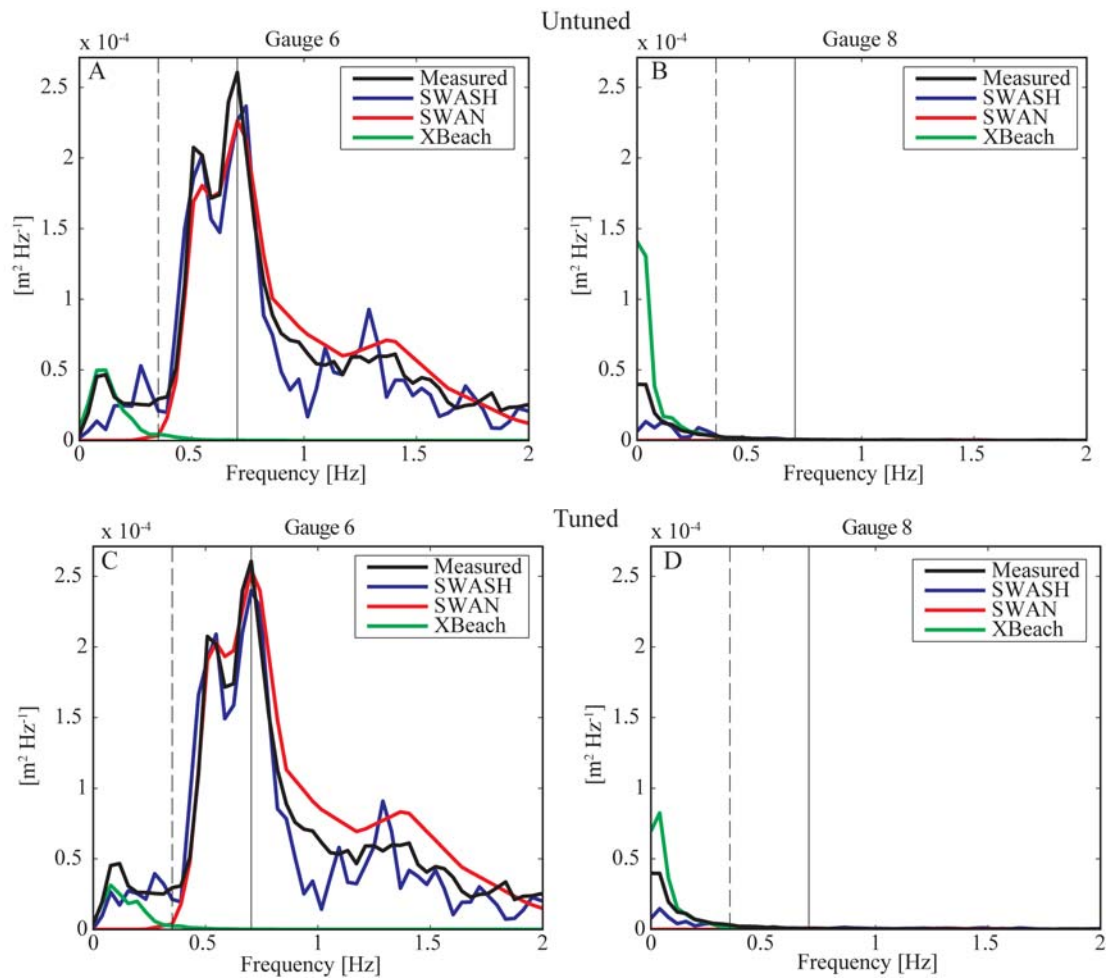 Untuned
x 10-4
Gauge 6
A
Measured
SWASH
SWAN
XBeach
2.5
2
1.5
1
0.5
0
[m2 Hz-1]
0
0.5
1
1.5
2
Frequency [Hz]
x 10-4
Gauge 8
B
Measured
SWASH
SWAN
XBeach
2.5
2
1.5
1
0.5
0
[m2 Hz-1]
0
0.5
1
1.5
2
Frequency [Hz]
Tuned
x 10-4
Gauge 6
C
Measured
SWASH
SWAN
XBeach
2.5
2
1.5
1
0.5
0
[m2 Hz-1]
0
0.5
1
1.5
2
Frequency [Hz]
x 10-4
Gauge 8
D
Measured
SWASH
SWAN
XBeach
2.5
2
1.5
1
0.5
0
[m2 Hz-1]
0
0.5
1
1.5
2
Frequency [Hz]